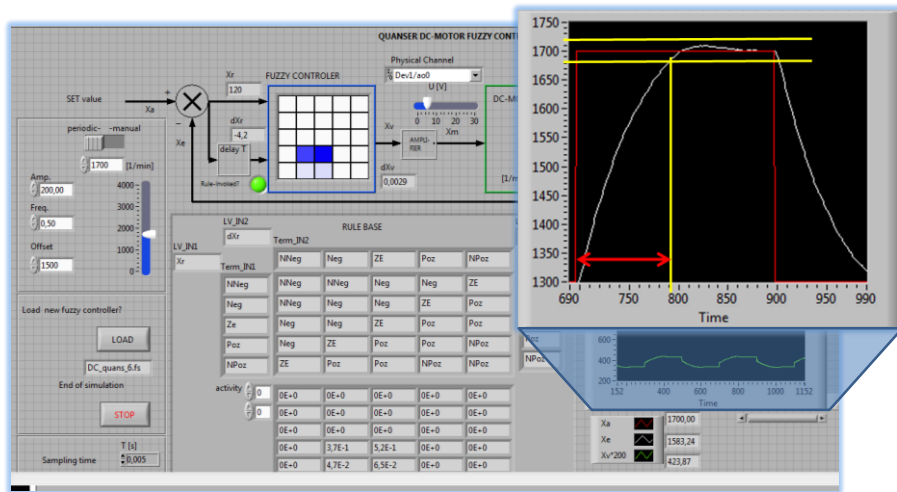 QUANSER DC-MOTOR FUZZY CONT
Physical Channel
Xr
120
FUZZY CONTROLER
Dev1/ao0
U [V]
DC-MO
SET value
Xa
dXr
-4,2
0 10 20 30
Xv
AMPLI-
FIER
Xm
Xe
delay T
periodic- -manual
dXv
0,0029
[1/m
Rule-Invoked?
1700 [1/min]
Amp.
200,00
4000
3000
2000
1000
0
Freq.
0,50
Offset
1500
LV_IN2
dXr
RULE BASE
LV_IN1
Xr
Term_IN2
Term_IN1
NNeg Neg ZE Poz NPoz
NNeg NNeg NNeg Neg Neg ZE
Neg NNeg Neg Neg ZE Poz
Ze Neg Neg ZE Poz Poz
Poz Neg ZE Poz Poz NPoz
NPoz ZE Poz Poz NPoz NPoz
Poz
NPoz
Load new fuzzy controller?
LOAD
DC_quans_6.fs
End of simulation
STOP
T [s]
Sampling time 0,005
activity 0
0
0E+0 0E+0 0E+0 0E+0 0E+0
0E+0 0E+0 0E+0 0E+0 0E+0
0E+0 0E+0 0E+0 0E+0 0E+0
0E+0 3,7E-1 5,2E-1 0E+0 0E+0
0E+0 4,7E-2 6,5E-2 0E+0 0E+0
1750
1700
1650
1600
1550
1500
1450
1400
1350
1300
690 750 800 850 900 950 990
Time
600
400
200
152 400 600 800 1000 1152
Time
Xa 1700,00
Xe 1583,24
Xv*200 423,87